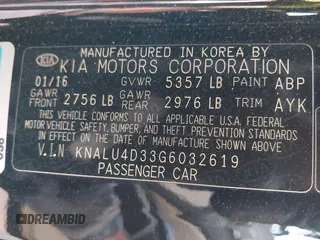 MANUFACTURED IN KOREA BY
KIA KIA MOTORS CORPORATION
01/16 GVWR 5357 LB PAINT ABP
GAWR FRONT 2756 LB GAWR REAR 2976 LB TRIM AYK
THIS VEHICLE CONFORMS TO ALL APPLICABLE U.S.A. FEDERAL
MOTOR VEHICLE SAFETY, BUMPER, AND THEFT PREVENTION
STANDARDS IN EFFECT ON THE DATE OF MANUFACTURE SHOWN ABOVE.
V.I.N KNALU4D33G6032619
PASSENGER CAR
DREAMBID